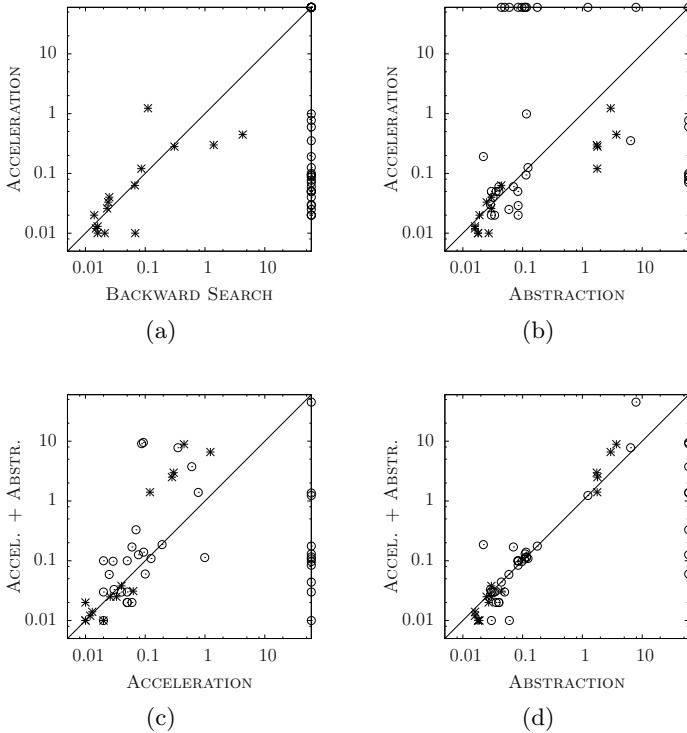 10
1
0.1
0.01
ACCELERATION
0.01 0.1 1 10
BACKWARD SEARCH
(a)
10
1
0.1
0.01
ACCELERATION
0.01 0.1 1 10
ABSTRACTION
(b)
10
1
0.1
0.01
ACCEL. + ABSTR.
0.01 0.1 1 10
ACCELERATION
(c)
10
1
0.1
0.01
ACCEL. + ABSTR.
0.01 0.1 1 10
ABSTRACTION
(d)